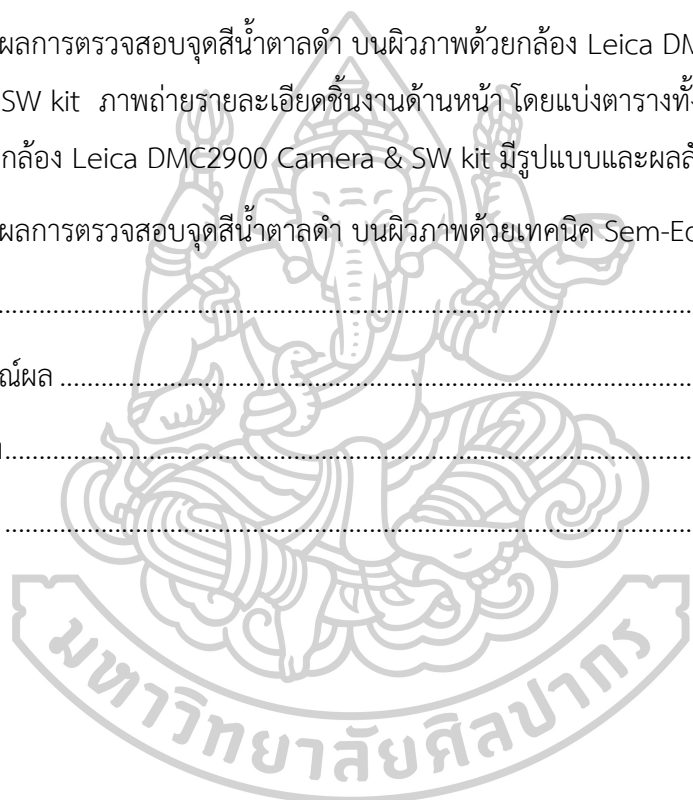 ผลการตรวจสอบจุดสีน้ำตาลดำ บนผิวภาพด้วยกล้อง Leica DM
SW kit ภาพถ่ายรายละเอียดชิ้นงานด้านหน้า โดยแบ่งตารางทั้ง
กล้อง Leica DMC2900 Camera & SW kit มีรูปแบบและผลลั
ผลการตรวจสอบจุดสีน้ำตาลดำ บนผิวภาพด้วยเทคนิค Sem-Ed
ณ์ผล
มหาวิทยาลัยศิลปากร